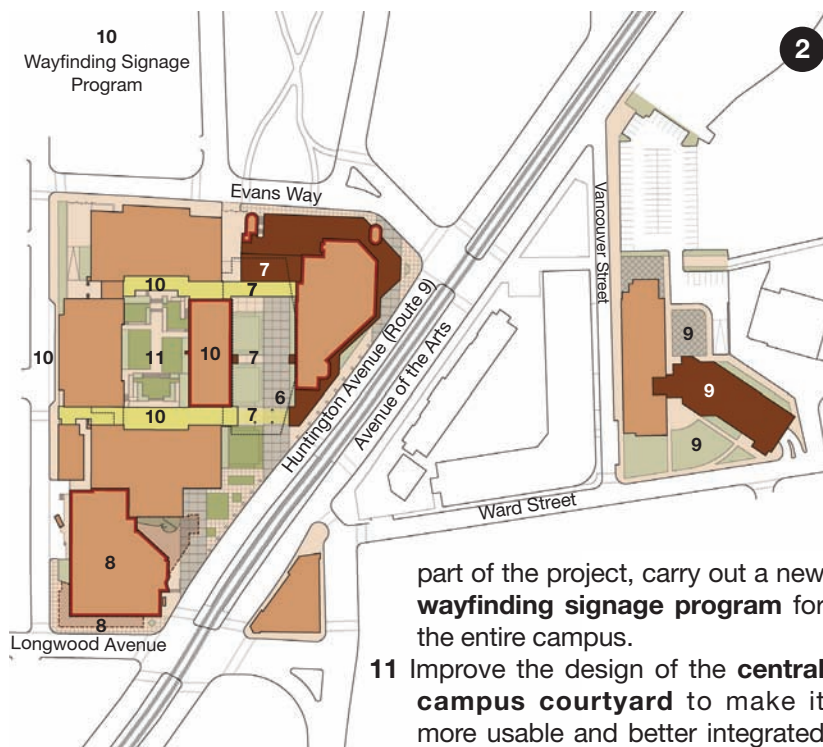 10
Wayfinding Signage
Program
2
Evans Way
Vancouver Street
7
10
7
9
10
10
11
7
6
Huntington Avenue (Route 9)
Avenue of the Arts
9
10
7
9
Ward Street
8
8
Longwood Avenue
part of the project, carry out a new
wayfinding signage program for
the entire campus.
11 Improve the design of the central
campus courtyard to make it
more usable and better integrated